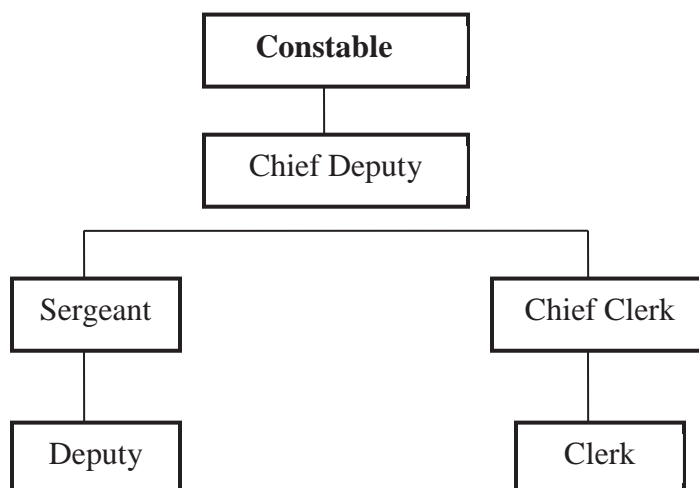 Constable
Chief Deputy
Sergeant
Chief Clerk
Deputy
Clerk